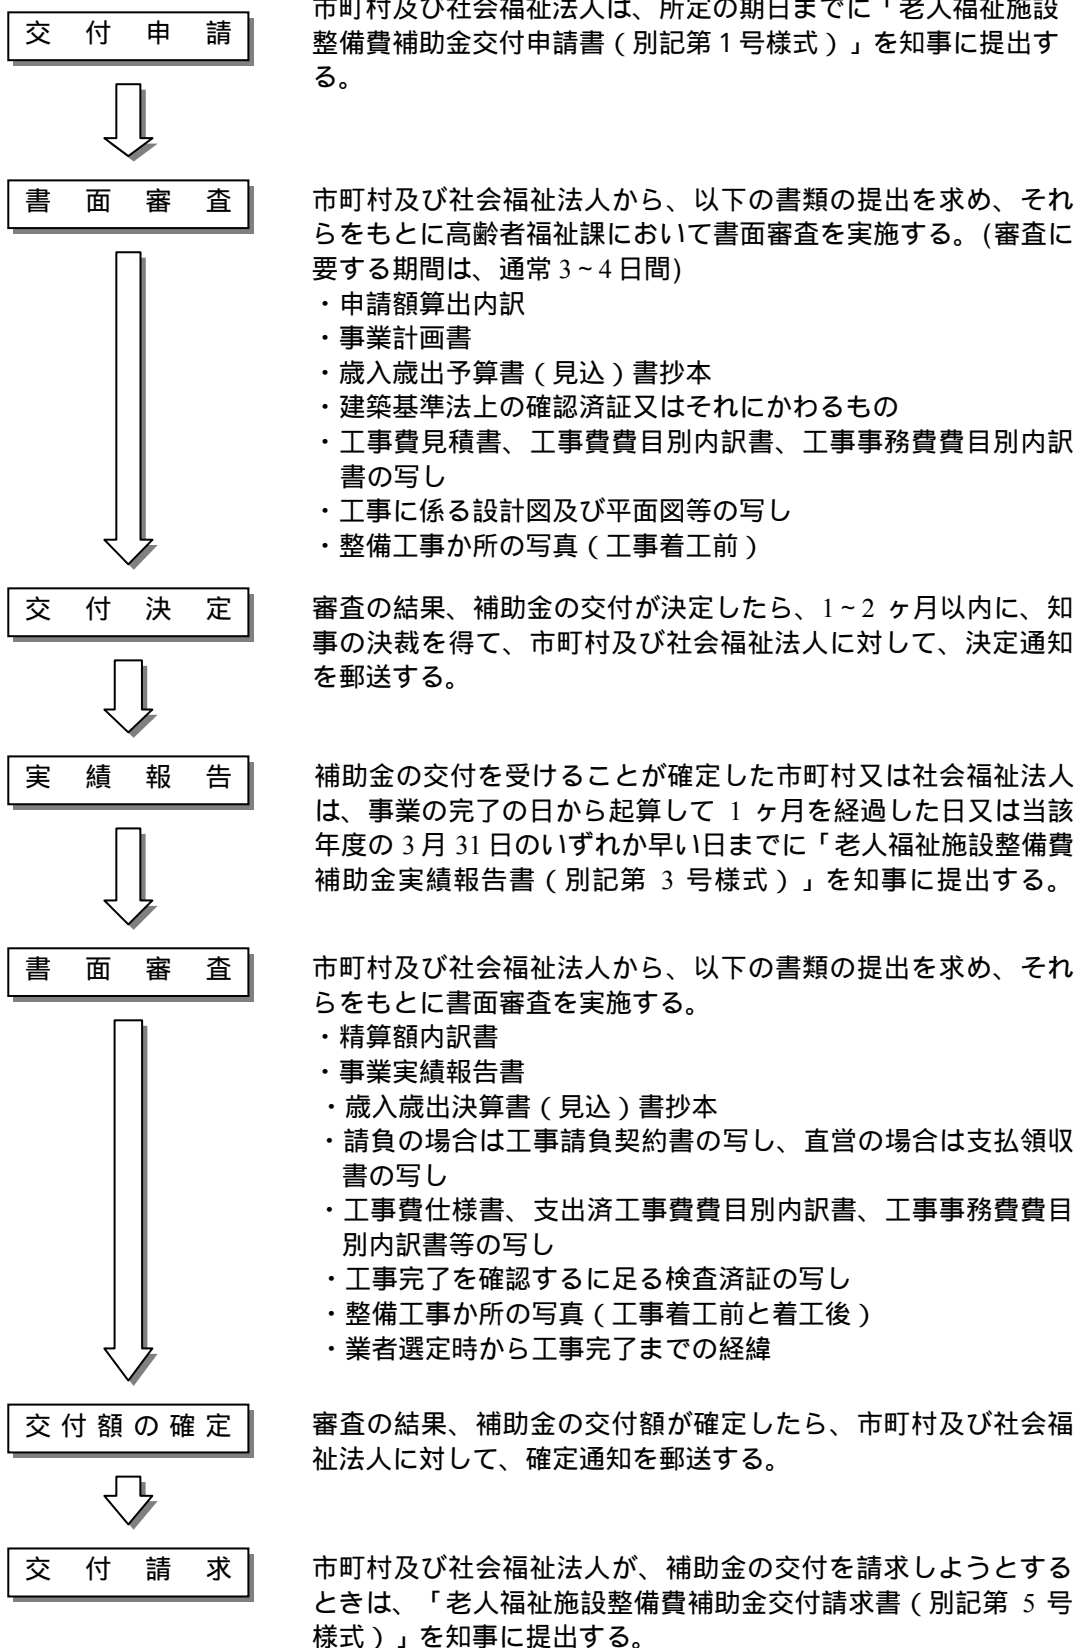 市町村及び社会福祉法人は、所定の期日までに「老人福祉施設
交付申請
整備費補助金交付申請書（別記第１号様式）」を知事に提出す
る。
書面審査
市町村及び社会福祉法人から、以下の書類の提出を求め、それ
らをもとに高齢者福祉課において書面審査を実施する。(審査に
要する期間は、通常 3~4 日間)
・申請額算出内訳
・事業計画書
・歳入歳出予算書（見込）書抄本
・建築基準法上の確認済証又はそれにかわるもの
・工事費見積書、工事費費目別内訳書、工事事務費費目別内訳
書の写し
・工事に係る設計図及び平面図等の写し
・整備工事か所の写真（工事着工前）
交付決定
審査の結果、補助金の交付が決定したら、1~2 ヶ月以内に、知
事の決裁を得て、市町村及び社会福祉法人に対して、決定通知
を郵送する。
実績報告
補助金の交付を受けることが確定した市町村又は社会福祉法人
は、事業の完了の日から起算して 1 ヶ月を経過した日又は当該
年度の 3 月 31 日のいずれか早い日までに「老人福祉施設整備費
補助金実績報告書（別記第 3 号様式）」を知事に提出する。
書面審査
市町村及び社会福祉法人から、以下の書類の提出を求め、それ
らをもとに書面審査を実施する。
・精算額内訳書
・事業実績報告書
・歳入歳出決算書（見込）書抄本
・請負の場合は工事請負契約書の写し、直営の場合は支払領収
書の写し
・工事費仕様書、支出済工事費費目別内訳書、工事事務費費目
別内訳書等の写し
・工事完了を確認するに足る検査済証の写し
・整備工事か所の写真（工事着工前と着工後）
・業者選定時から工事完了までの経緯
交付額の確定
審査の結果、補助金の交付額が確定したら、市町村及び社会福
祉法人に対して、確定通知を郵送する。
交付請求
市町村及び社会福祉法人が、補助金の交付を請求しようとする
ときは、「老人福祉施設整備費補助金交付請求書（別記第 5 号
様式）」を知事に提出する。